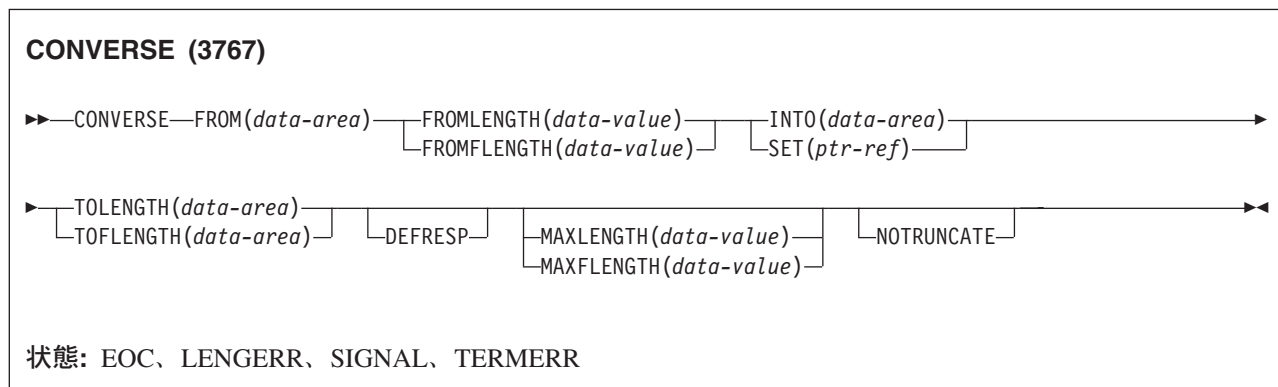 CONVERSE (3767)
CONVERSE FROM(data-area) FROMLENGTH(data-value) INTO(data-area)
FROMFLENGTH(data-value) SET(ptr-ref)
TOLENGTH(data-area)
TOFLENGTH(data-area) DEFRESP MAXLENGTH(data-value) NOTRUNCATE
MAXFLENGTH(data-value)
状態: EOC、LENGERR、SIGNAL、TERMERR